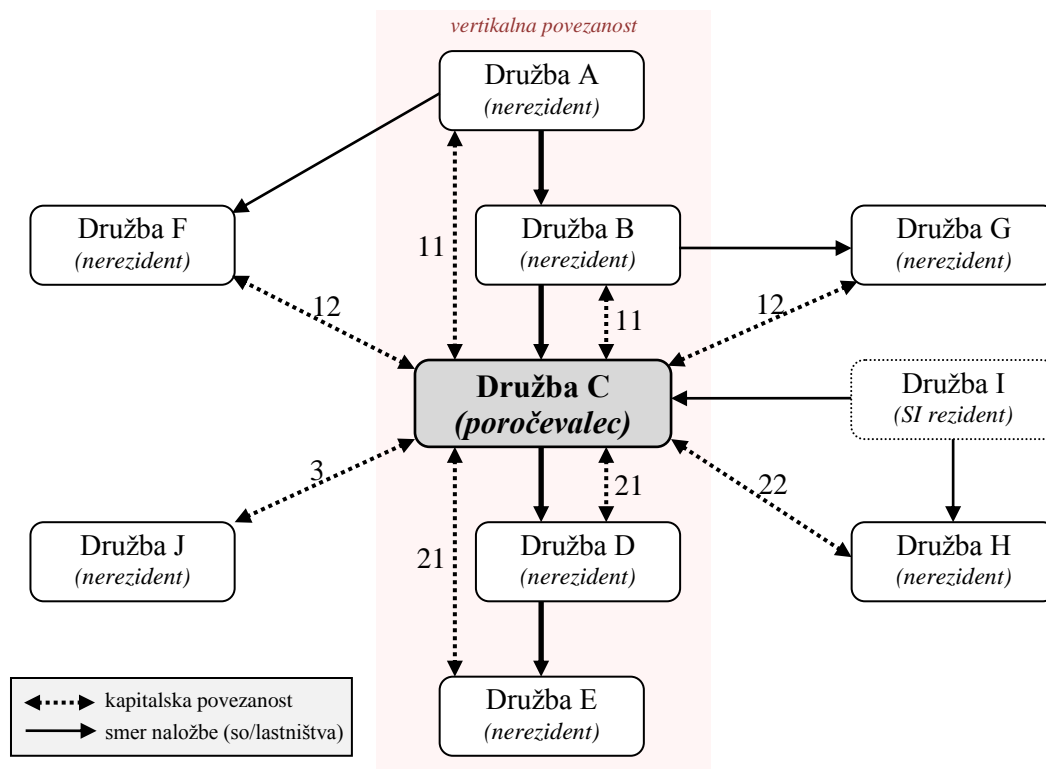 vertikalna povezanost
Družba A
(nerezident)
Družba F
(nerezident)
Družba B
(nerezident)
Družba G
(nerezident)
11
12
11
12
Družba C
(poročevalec)
Družba I
(SI rezident)
3
21
22
21
Družba J
(nerezident)
Družba D
(nerezident)
Družba H
(nerezident)
Družba E
(nerezident)
kapitalska povezanost
smer naložbe (so/lastništva)